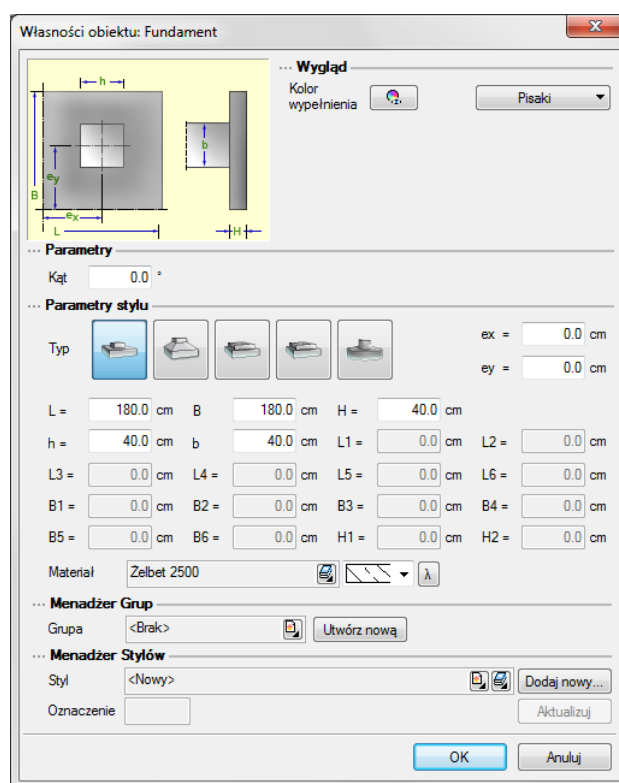 Własności obiektu: Fundament
h
B
ey
ex
L
b
H
Wygląd
Kolor wypełnienia
Pisaki
Parametry
Kąt 0.0 °
Parametry stylu
Typ
ex = 0.0 cm
ey = 0.0 cm
L = 180.0 cm B 180.0 cm H = 40.0 cm
h = 40.0 cm b 40.0 cm L1 = 0.0 cm L2 = 0.0 cm
L3 = 0.0 cm L4 = 0.0 cm L5 = 0.0 cm L6 = 0.0 cm
B1 = 0.0 cm B2 = 0.0 cm B3 = 0.0 cm B4 = 0.0 cm
B5 = 0.0 cm B6 = 0.0 cm H1 = 0.0 cm H2 = 0.0 cm
Materiał Żelbet 2500 λ
Menadżer Grup
Grupa <Brak> Utwórz nową
Menadżer Stylów
Styl <Nowy> Dodaj nowy...
Oznaczenie Aktualizuj
OK Anuluj